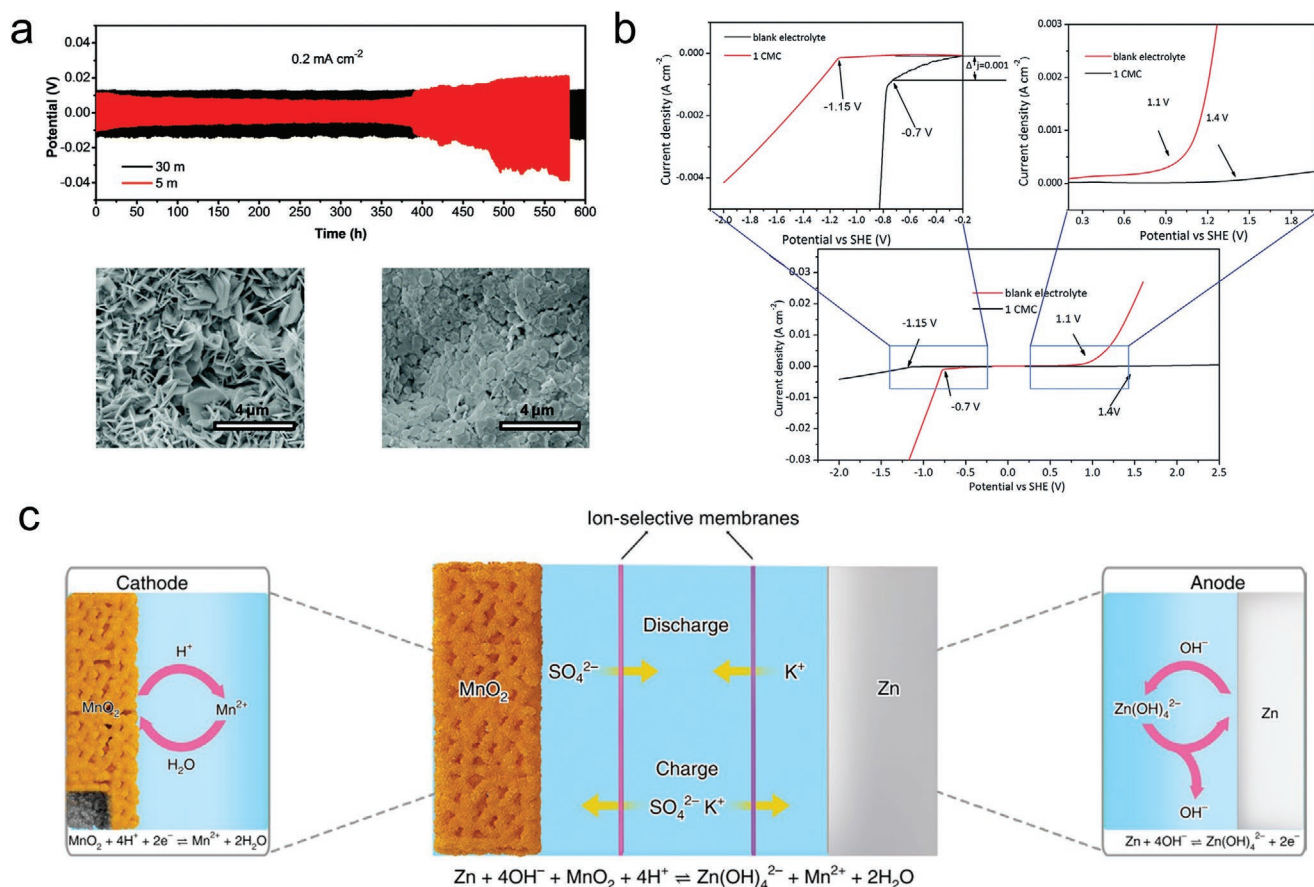 a
0.2 mA cm⁻²
Potential (V)
0.04
0.02
0.00
-0.02
-0.04
30 m
5 m
0 50 100 150 200 250 300 350 400 450 500 550 600
Time (h)
4 µm
4 µm
b
blank electrolyte
1 CMC
Δ j=0.001
-1.15 V
-0.7 V
Current density (A cm⁻²)
0.000
-0.002
-0.004
-2.0 -1.8 -1.6 -1.4 -1.2 -1.0 -0.8 -0.6 -0.4 -0.2
Potential vs SHE (V)
blank electrolyte
1 CMC
1.1 V
1.4 V
Current density (A cm⁻²)
0.003
0.002
0.001
0.000
0.3 0.6 0.9 1.2 1.5 1.8
Potential vs SHE (V)
blank electrolyte
1 CMC
-1.15 V
1.1 V
-0.7 V
1.4V
Current density (A cm⁻²)
0.03
0.02
0.01
0.00
-0.01
-0.02
-0.03
-2.0 -1.5 -1.0 -0.5 0.0 0.5 1.0 1.5 2.0 2.5
Potential vs SHE (V)
c
Ion-selective membranes
Cathode
H⁺
MnO₂
Mn²⁺
H₂O
MnO₂ + 4H⁺ + 2e⁻ ⇌ Mn²⁺ + 2H₂O
Discharge
MnO₂
SO₄²⁻
K⁺
Zn
Charge
SO₄²⁻ K⁺
Zn + 4OH⁻ + MnO₂ + 4H⁺ ⇌ Zn(OH)₄²⁻ + Mn²⁺ + 2H₂O
Anode
OH⁻
Zn(OH)₄²⁻
Zn
OH⁻
Zn + 4OH⁻ ⇌ Zn(OH)₄²⁻ + 2e⁻